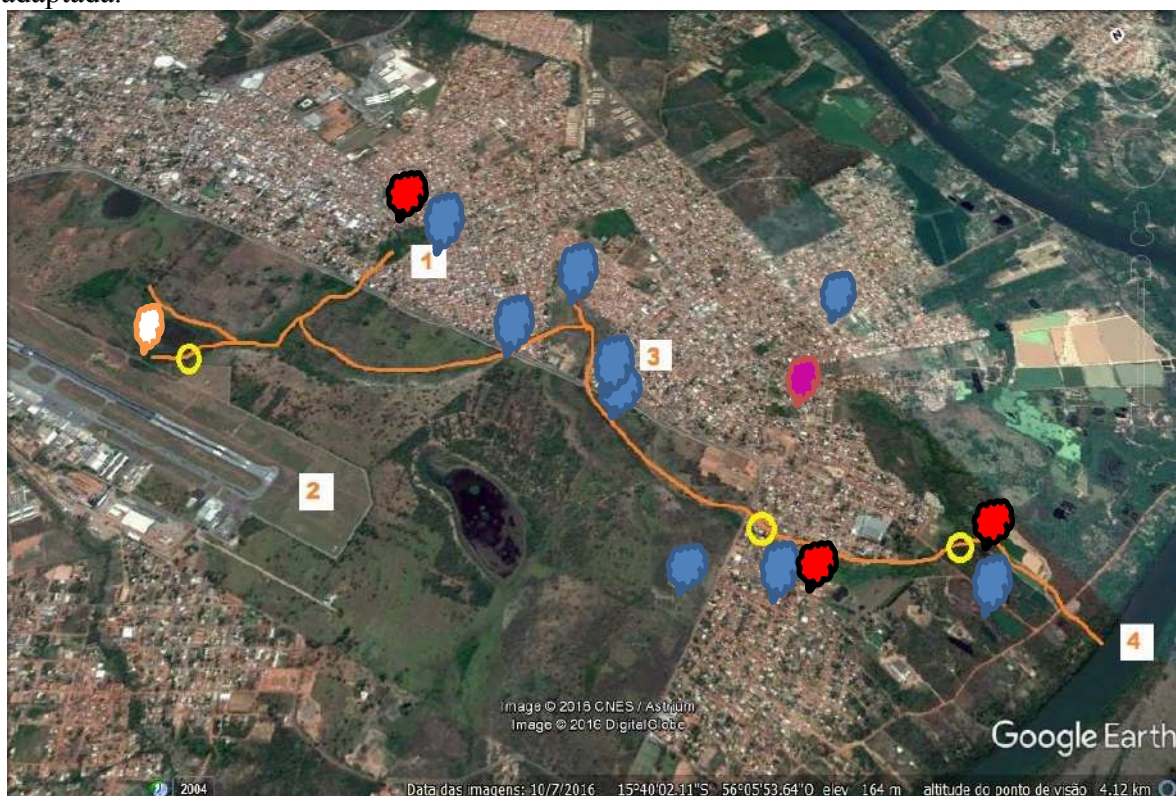 adaptada.
N
1
3
2
4
Image © 2016 CNES / Astrium
Image © 2016 DigitalGlobe
Google Earth
2004
Data das imagens: 10/7/2016 15°40'02.11"S 56°05'53.64"O elev 164 m altitude do ponto de visão 4.12 km